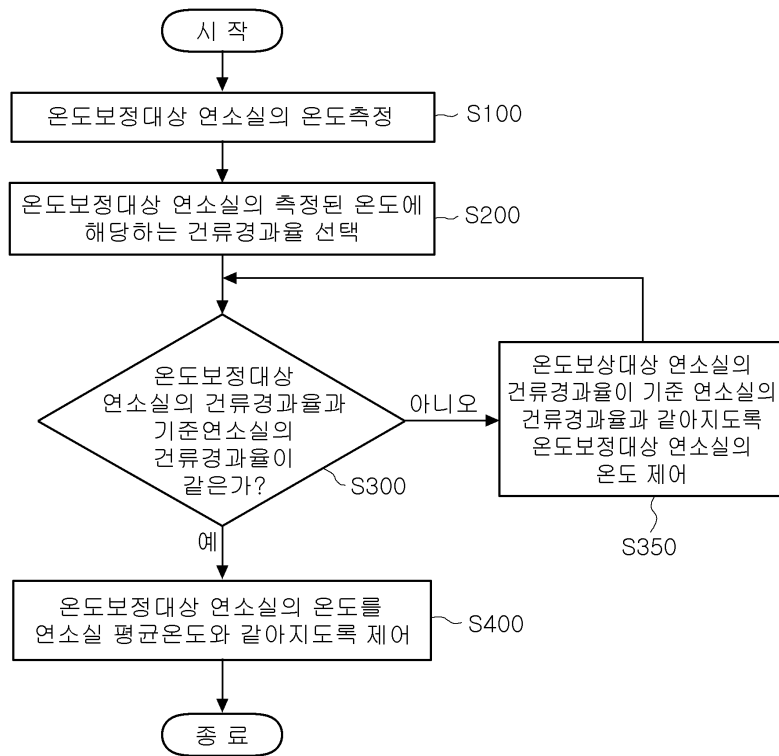 시 작
온도보정대상 연소실의 온도측정
S100
온도보정대상 연소실의 측정된 온도에
해당하는 건류경과율 선택
S200
온도보정대상
연소실의 건류경과율과
기준연소실의
건류경과율이
같은가?
S300
아니오
온도보상대상 연소실의
건류경과율이 기준 연소실의
건류경과율과 같아지도록
온도보정대상 연소실의
온도 제어
S350
예
온도보정대상 연소실의 온도를
연소실 평균온도와 같아지도록 제어
S400
종 료